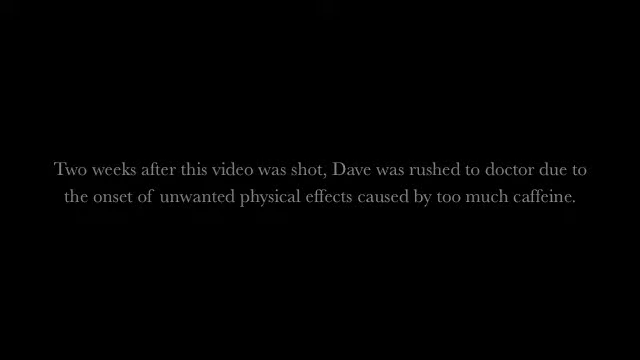 Two weeks after this video was shot, Dave was rushed to doctor due to
the onset of unwanted physical effects caused by too much caffeine.